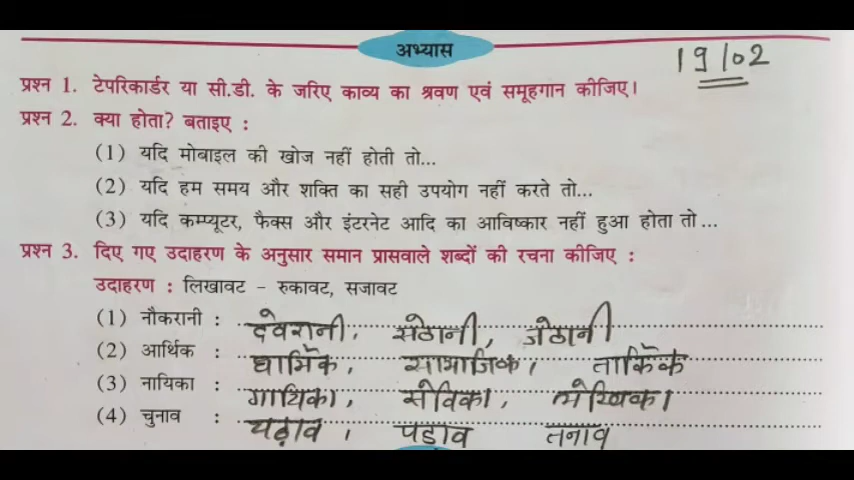 अभ्यास
19/02
प्रश्न 1. टेपरिकार्डर या सी.डी. के जरिए काव्य का श्रवण एवं समूहगान कीजिए।
प्रश्न 2. क्या होता? बताइए :
(1) यदि मोबाइल की खोज नहीं होती तो...
(2) यदि हम समय और शक्ति का सही उपयोग नहीं करते तो...
(3) यदि कम्प्यूटर, फैक्स और इंटरनेट आदि का आविष्कार नहीं हुआ होता तो ...
प्रश्न 3. दिए गए उदाहरण के अनुसार समान प्रासवाले शब्दों की रचना कीजिए :
उदाहरण : लिखावट – रुकावट, सजावट
(1) नौकरानी : देवरानी, सेठानी, जेठानी
(2) आर्थिक : धार्मिक, सामाजिक, तार्किक
(3) नायिका : गायिका, सेविका, लेखिका
(4) चुनाव : चढ़ाव, पडाव तनाव